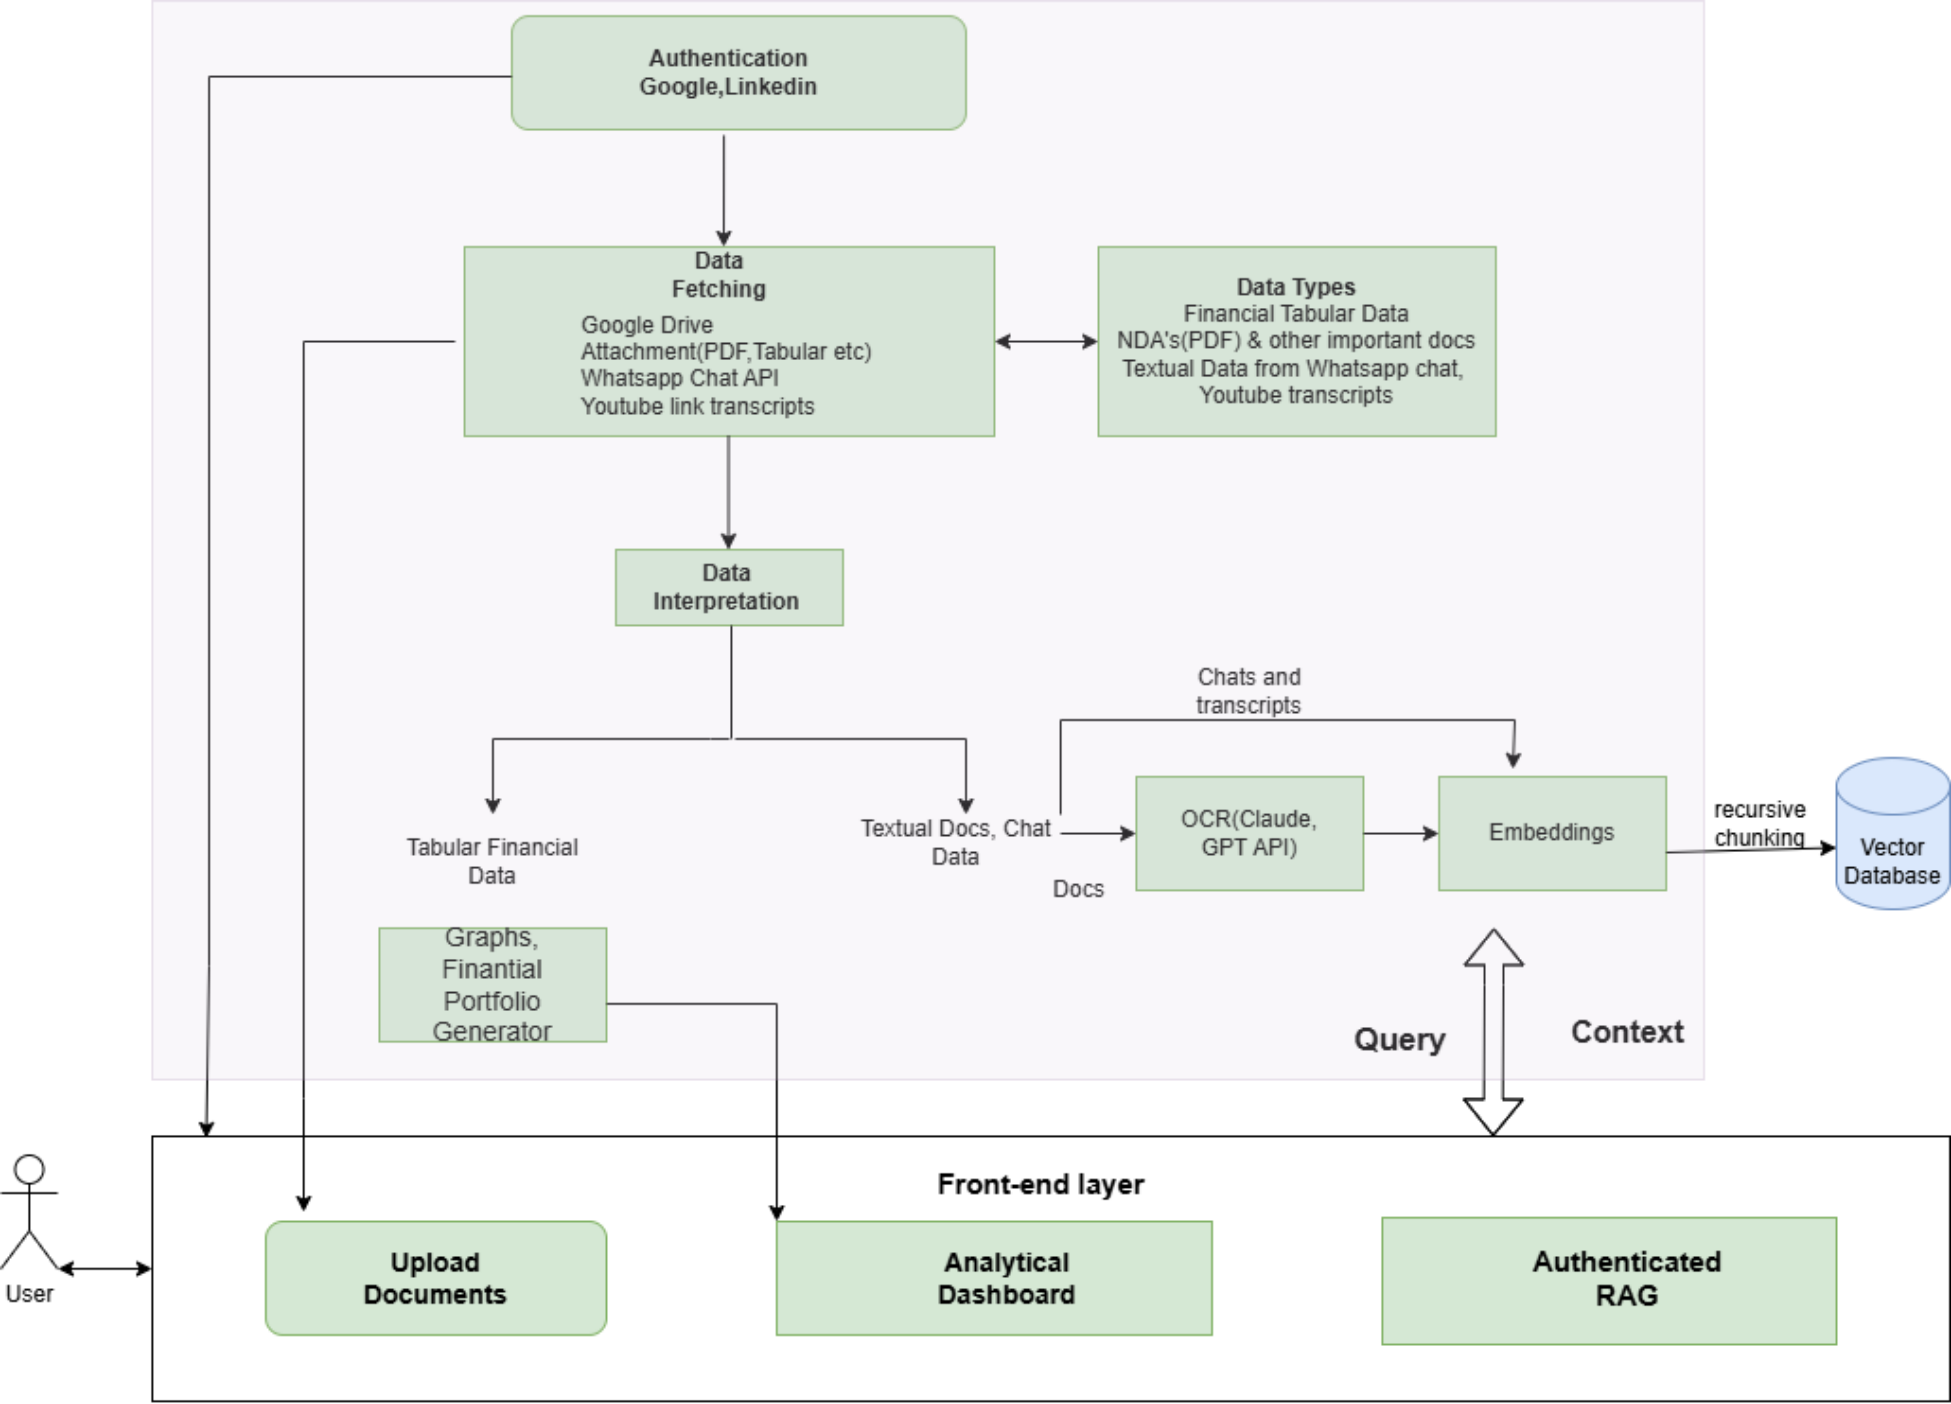 Authentication
Google,Linkedin
Data
Fetching
Google Drive
Attachment(PDF,Tabular etc)
Whatsapp Chat API
Youtube link transcripts
Data Types
Financial Tabular Data
NDA's(PDF) & other important docs
Textual Data from Whatsapp chat,
Youtube transcripts
Data
Interpretation
Chats and
transcripts
Tabular Financial
Data
Textual Docs, Chat
Data
Docs
OCR(Claude,
GPT API)
Embeddings
recursive
chunking
Vector
Database
Graphs,
Finantial
Portfolio
Generator
Query
Context
User
Front-end layer
Upload
Documents
Analytical
Dashboard
Authenticated
RAG